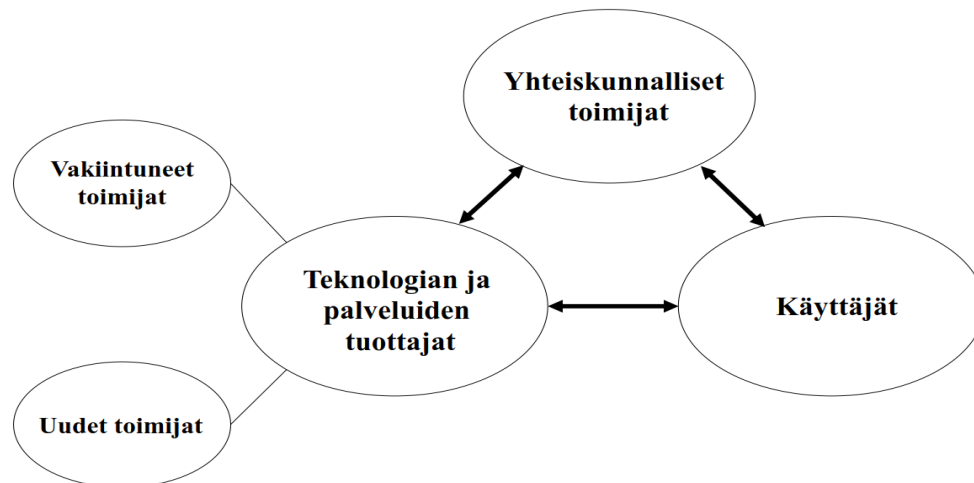 Yhteiskunnalliset
toimijat
Vakiintuneet
toimijat
Teknologian ja
palveluiden
tuottajat
Käyttäjät
Uudet toimijat